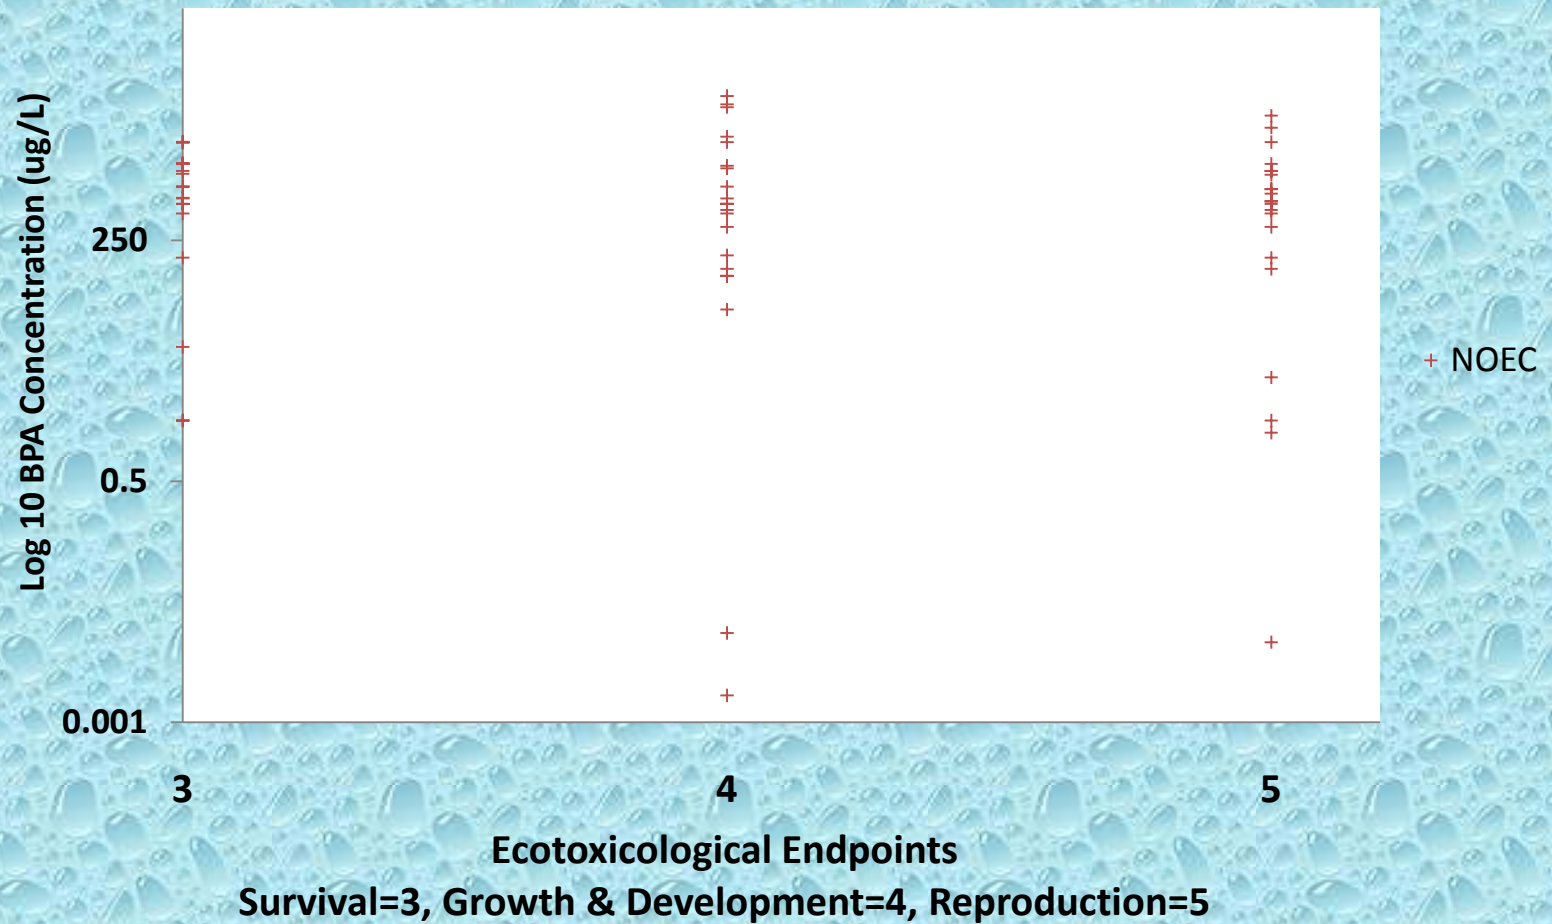 Log 10 BPA Concentration (ug/L)
250
0.5
0.001
3 4 5
NOEC
Ecotoxicological Endpoints
Survival=3, Growth & Development=4, Reproduction=5